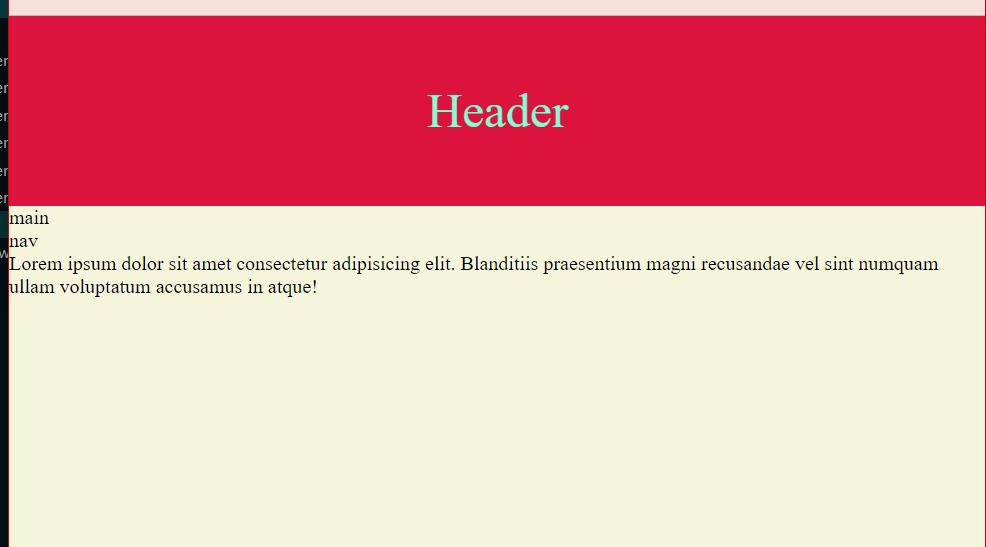 Header
main
nav
Lorem ipsum dolor sit amet consectetur adipisicing elit. Blanditiis praesentium magni recusandae vel sint numquam
ullam voluptatum accusamus in atque!